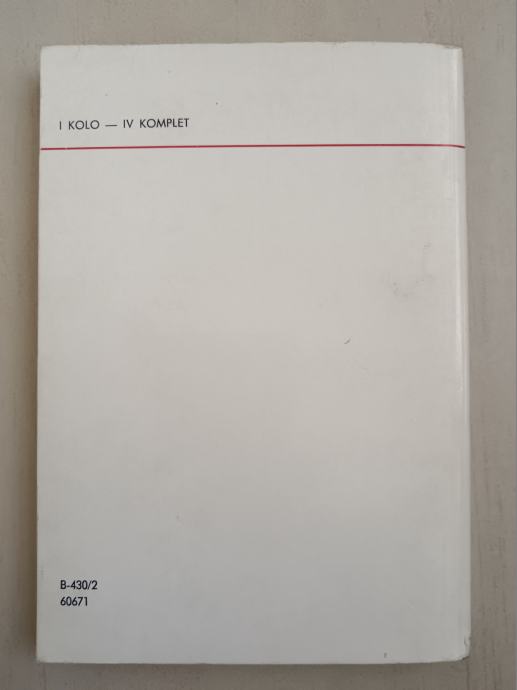 I KOLO — IV KOMPLET
B-430/2
60671